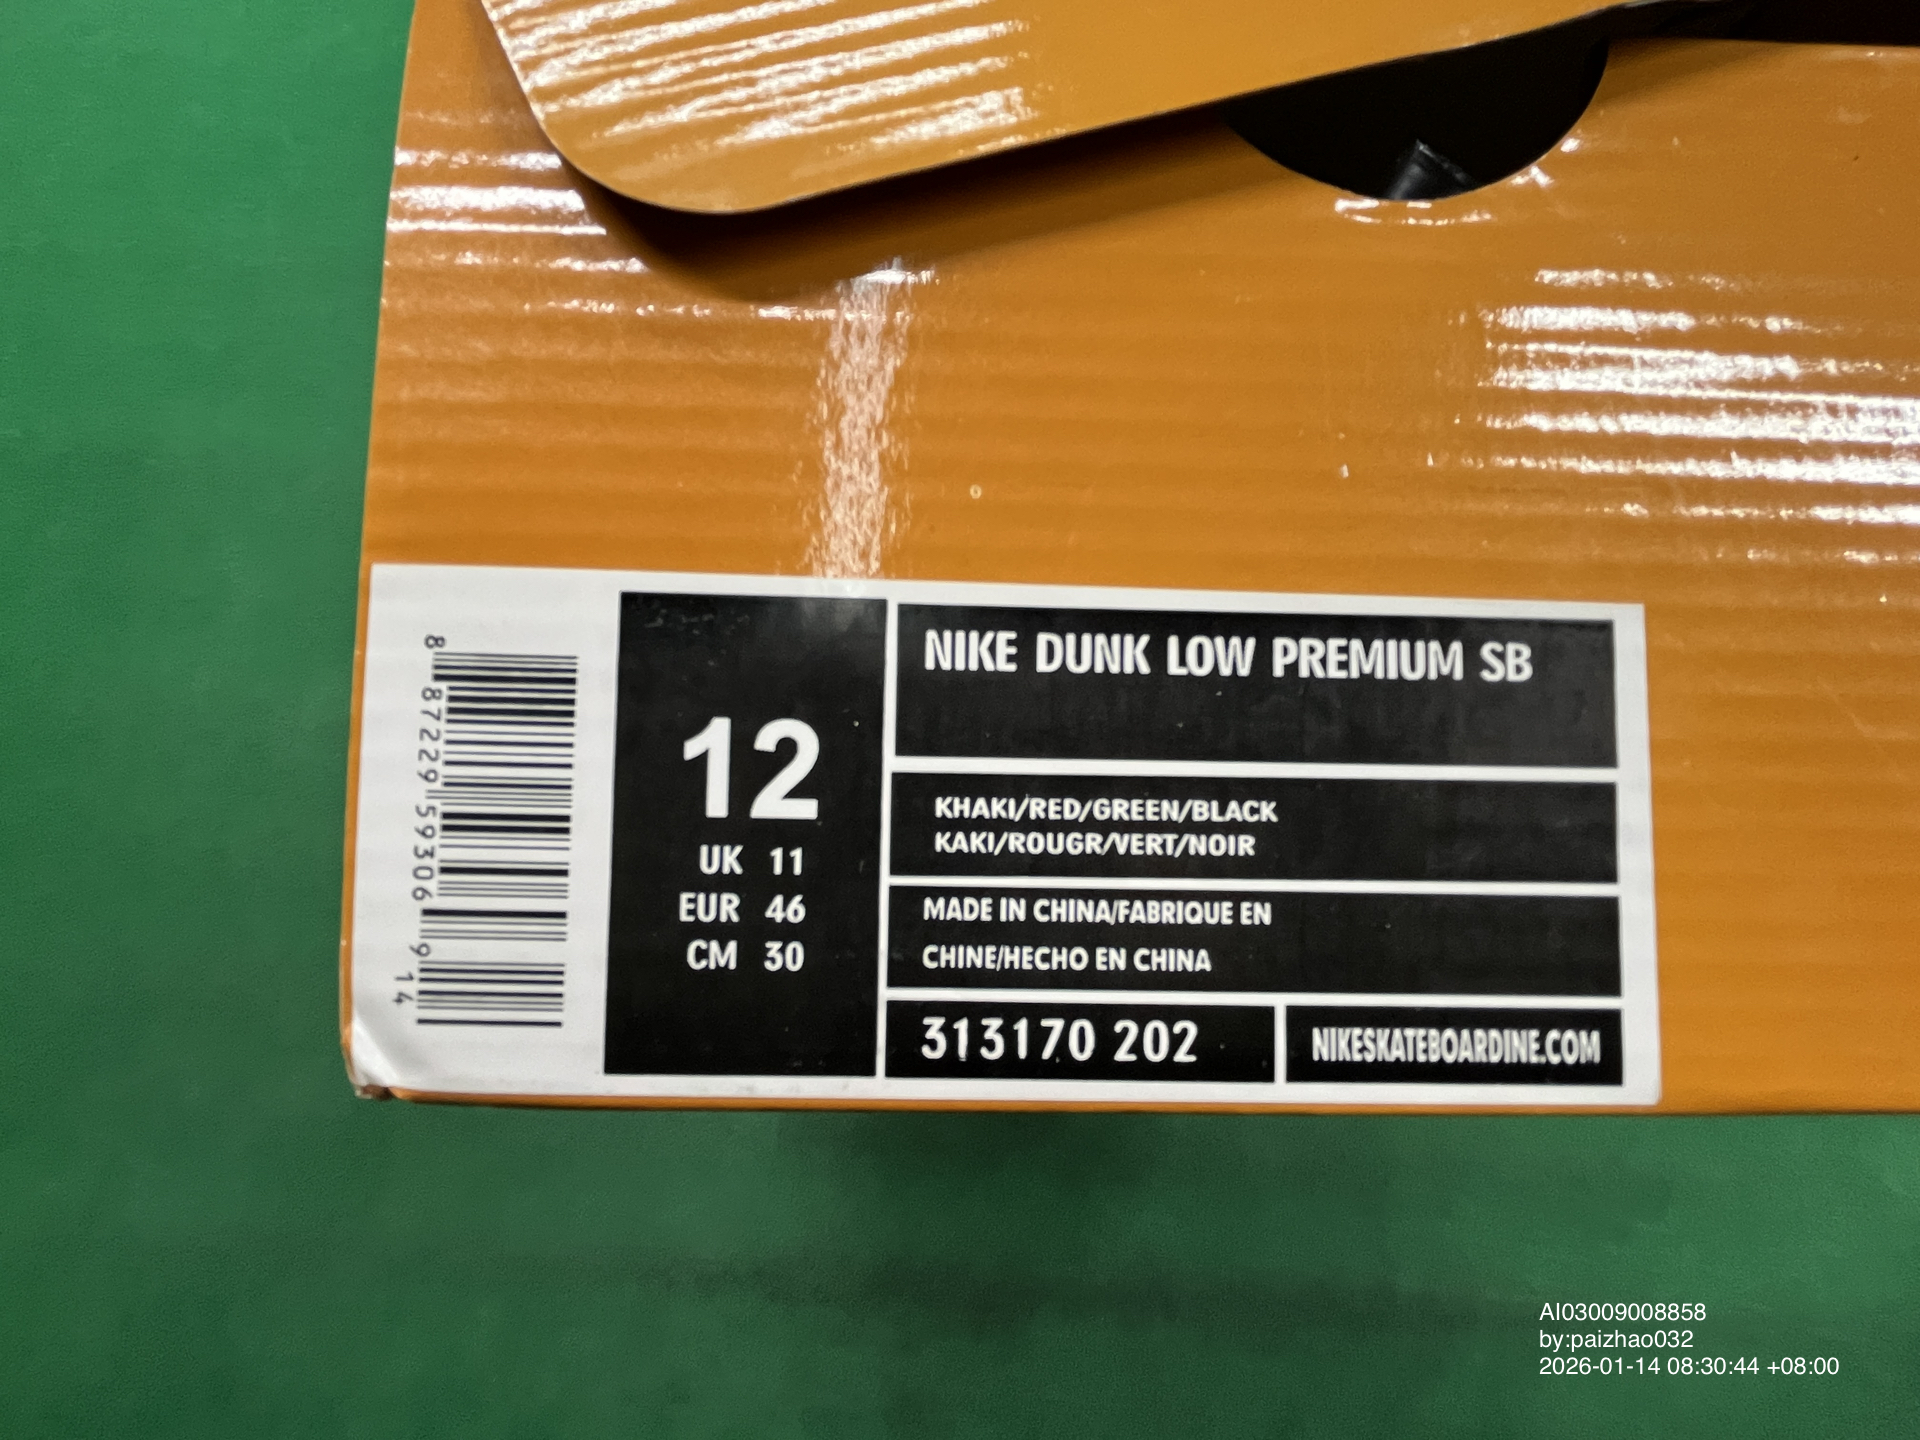 8 87229 59306 9 14
12
UK 11
EUR 46
CM 30
NIKE DUNK LOW PREMIUM SB
KHAKI/RED/GREEN/BLACK
KAKI/ROUGR/VERT/NOIR
MADE IN CHINA/FABRIQUE EN
CHINE/HECHO EN CHINA
313170 202
NIKESKATEBOARDINE.COM
AI03009008858
by:paizhao032
2026-01-14 08:30:44 +08:00